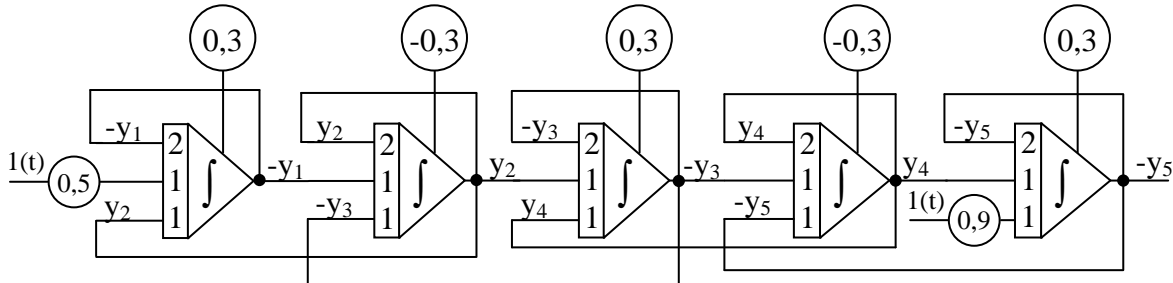 0,3 -0,3 0,3 -0,3 0,3
-y₁ y₂ -y₃ y₄ -y₅
2 2 2 2 2
1(t) 0,5 1 ∫ -y₁ 1 ∫ y₂ 1 ∫ -y₃ 1 ∫ y₄ 1 ∫ -y₅
y₂ 1 -y₃ 1 y₄ 1 -y₅ 1 1(t) 0,9 1